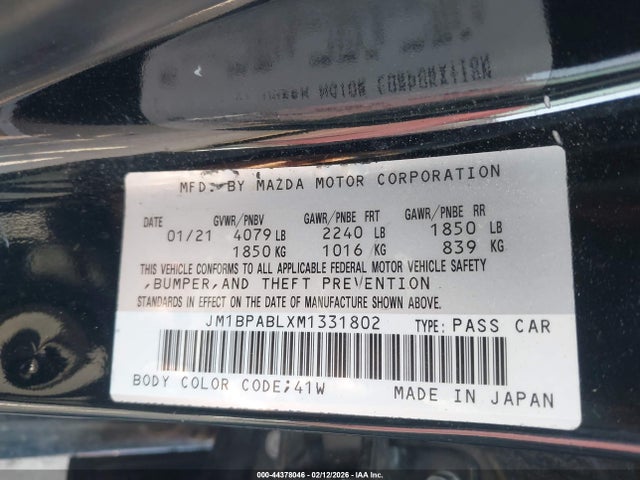 MFD. BY MAZDA MOTOR CORPORATION
DATE GVWR/PNBV GAWR/PNBE FRT GAWR/PNBE RR
01/21 4079 LB 2240 LB 1850 LB
1850 KG 1016 KG 839 KG
THIS VEHICLE CONFORMS TO ALL APPLICABLE FEDERAL MOTOR VEHICLE SAFETY
,BUMPER,AND THEFT PREVENTION
STANDARDS IN EFFECT ON THE DATE OF MANUFACTURE SHOWN ABOVE.
JM1BPABLXM1331802 TYPE: PASS CAR
BODY COLOR CODE;41W MADE IN JAPAN
000-44378046 - 02/12/2026 - IAA Inc.